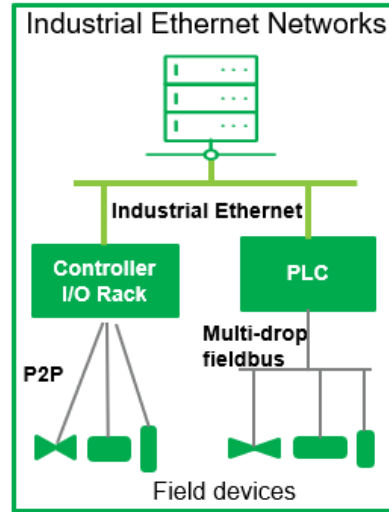 Industrial Ethernet Networks
Industrial Ethernet
Controller
I/O Rack
PLC
P2P
Multi-drop
fieldbus
Field devices